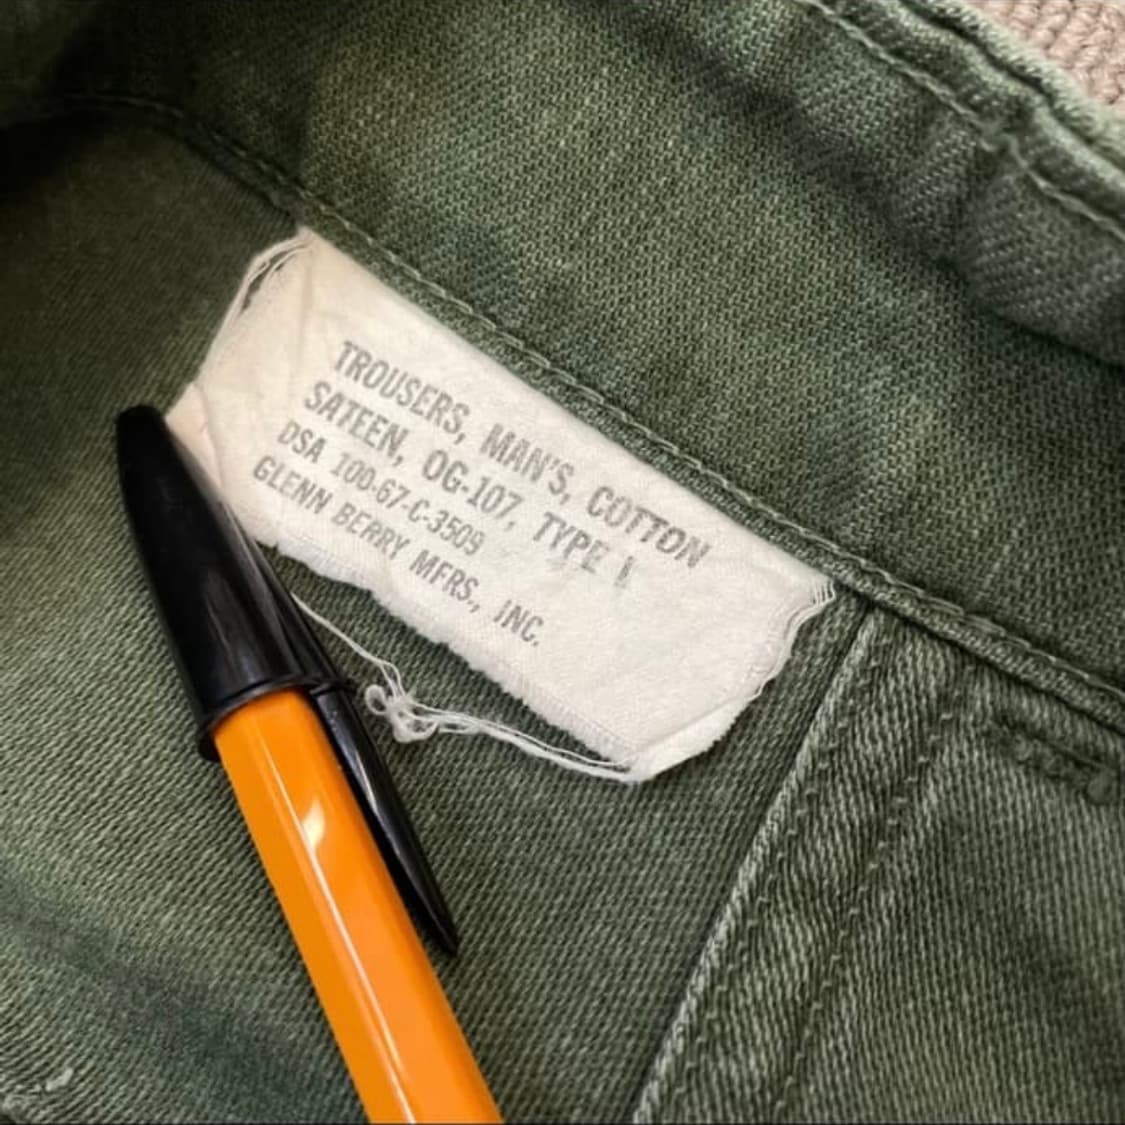 TROUSERS, MAN'S, COTTON
SATEEN, OG-107, TYPE I
DSA 100-67-C-3509
GLENN BERRY MFRS., INC.